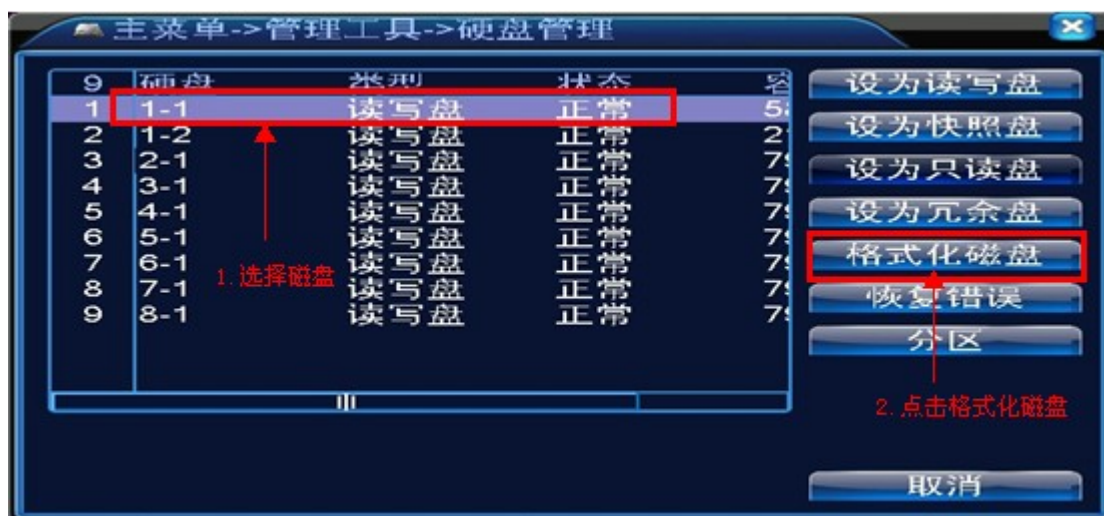 主菜单->管理工具->硬盘管理
9 硬盘 类型 状态 容
1 1-1 读写盘 正常
2 1-2 读写盘 正常
3 2-1 读写盘 正常
4 3-1 读写盘 正常
5 4-1 读写盘 正常
6 5-1 读写盘 正常
7 6-1 读写盘 正常
8 7-1 读写盘 正常
9 8-1 读写盘 正常
1.选择磁盘
设为读写盘
设为快照盘
设为只读盘
设为冗余盘
格式化磁盘
恢复错误
分区
2.点击格式化磁盘
取消